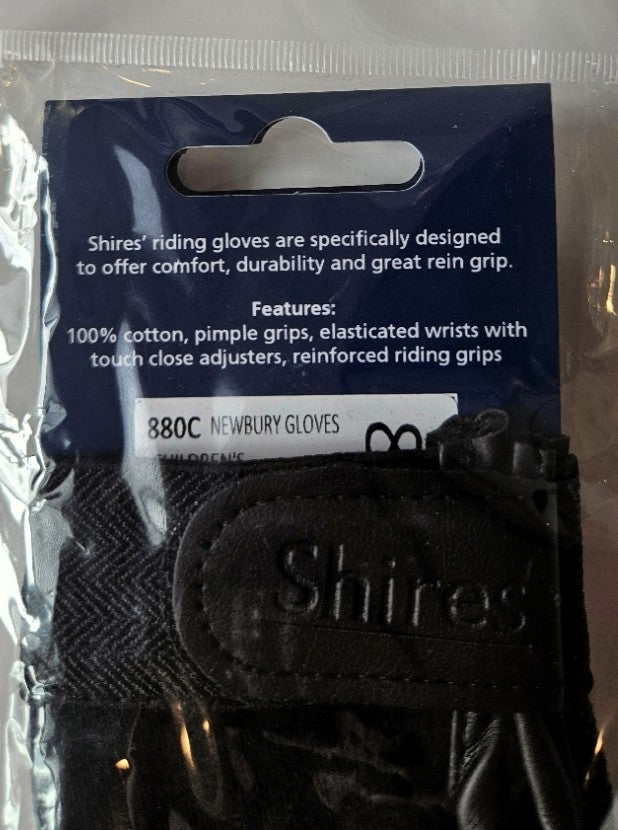 Shires’ riding gloves are specifically designed
to offer comfort, durability and great rein grip.
Features:
100% cotton, pimple grips, elasticated wrists with
touch close adjusters, reinforced riding grips
880C NEWBURY GLOVES
CHILDREN'S
Shires